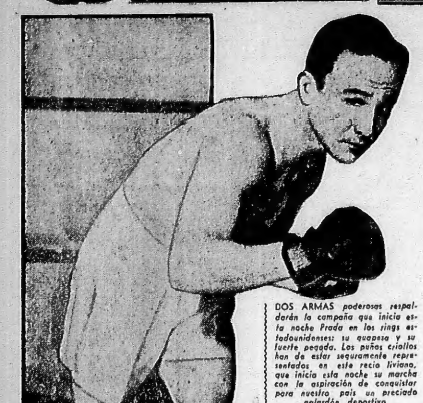 DOS ARMAS poderosas respal-
darán la campaña que inicia es-
ta noche Prada en los rings es-
tadounidenses: su guapeza y su
fuerte pegada. Los puños criollos
han de estar seguramente repre-
sentados en este recio liviano,
que inicia esta noche su marcha
con la aspiración de conquistar
para nuestro país un preciado
galardón deportivo